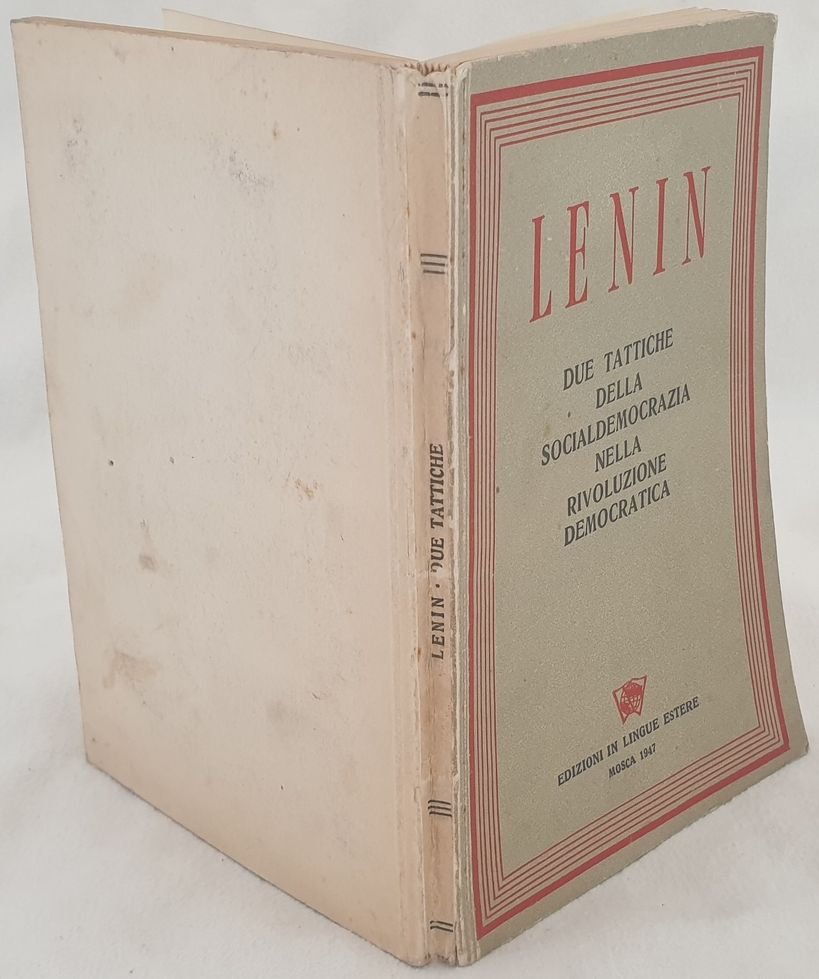 LENIN · DUE TATTICHE
LENIN
DUE TATTICHE
DELLA
SOCIALDEMOCRAZIA
NELLA
RIVOLUZIONE
DEMOCRATICA
EDIZIONI IN LINGUE ESTERE
MOSCA 1947